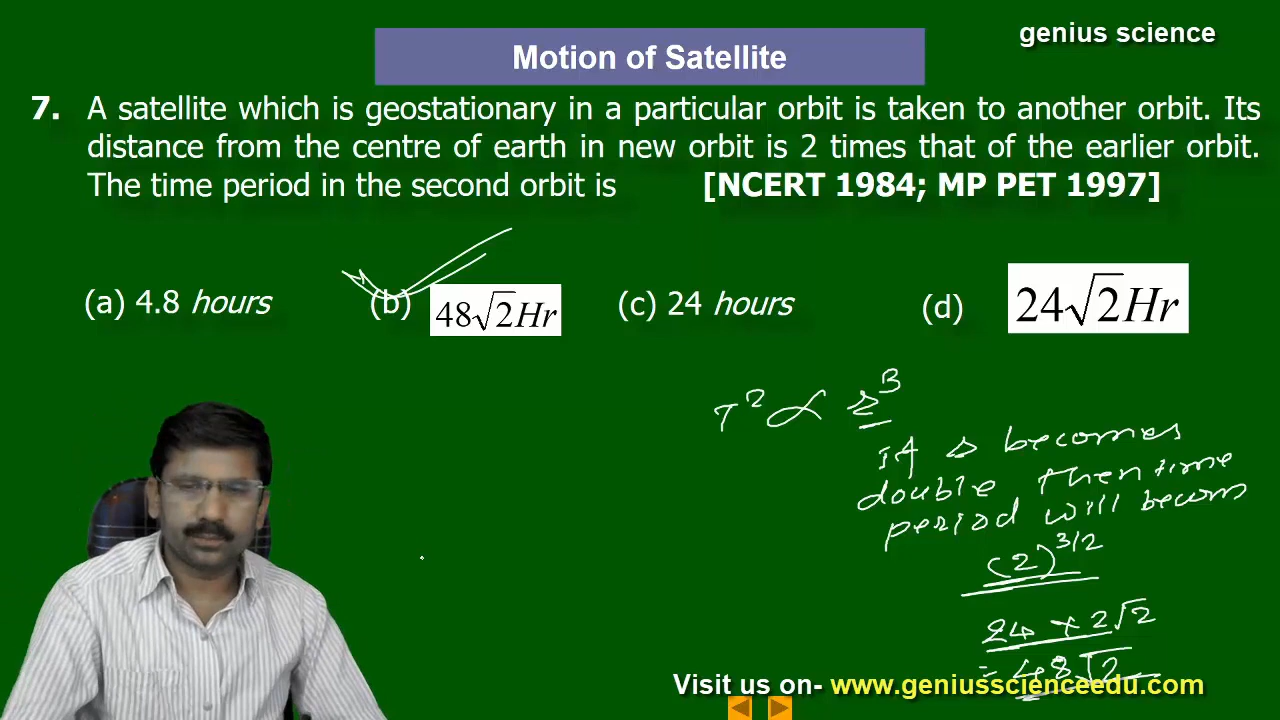 genius science
Motion of Satellite
7. A satellite which is geostationary in a particular orbit is taken to another orbit. Its
distance from the centre of earth in new orbit is 2 times that of the earlier orbit.
The time period in the second orbit is [NCERT 1984; MP PET 1997]
(a) 4.8 hours (b) 48√2Hr (c) 24 hours (d) 24√2Hr
T² ∝ r³
if r becomes
double then time
period will becom
(2)^3/2
24 × 2√2
= 48√2
Visit us on- www.geniusscienceedu.com